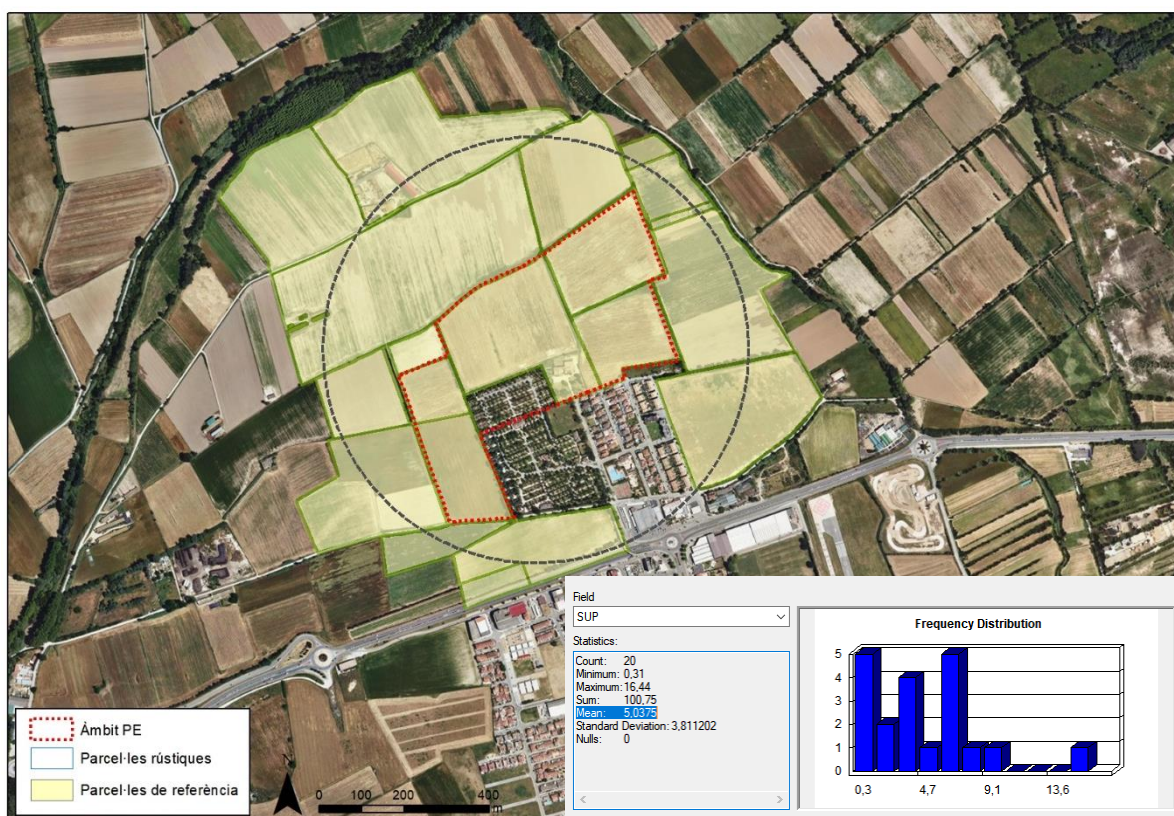 Àmbit PE
Parcel·les rústiques
Parcel·les de referència
N
0 100 200 400
m
Field
SUP
Statistics:
Count: 20
Minimum: 0,31
Maximum: 16,44
Sum: 100,75
Mean: 5,0375
Standard Deviation: 3,811202
Nulls: 0
Frequency Distribution
5
4
3
2
1
0
0,3 4,7 9,1 13,6